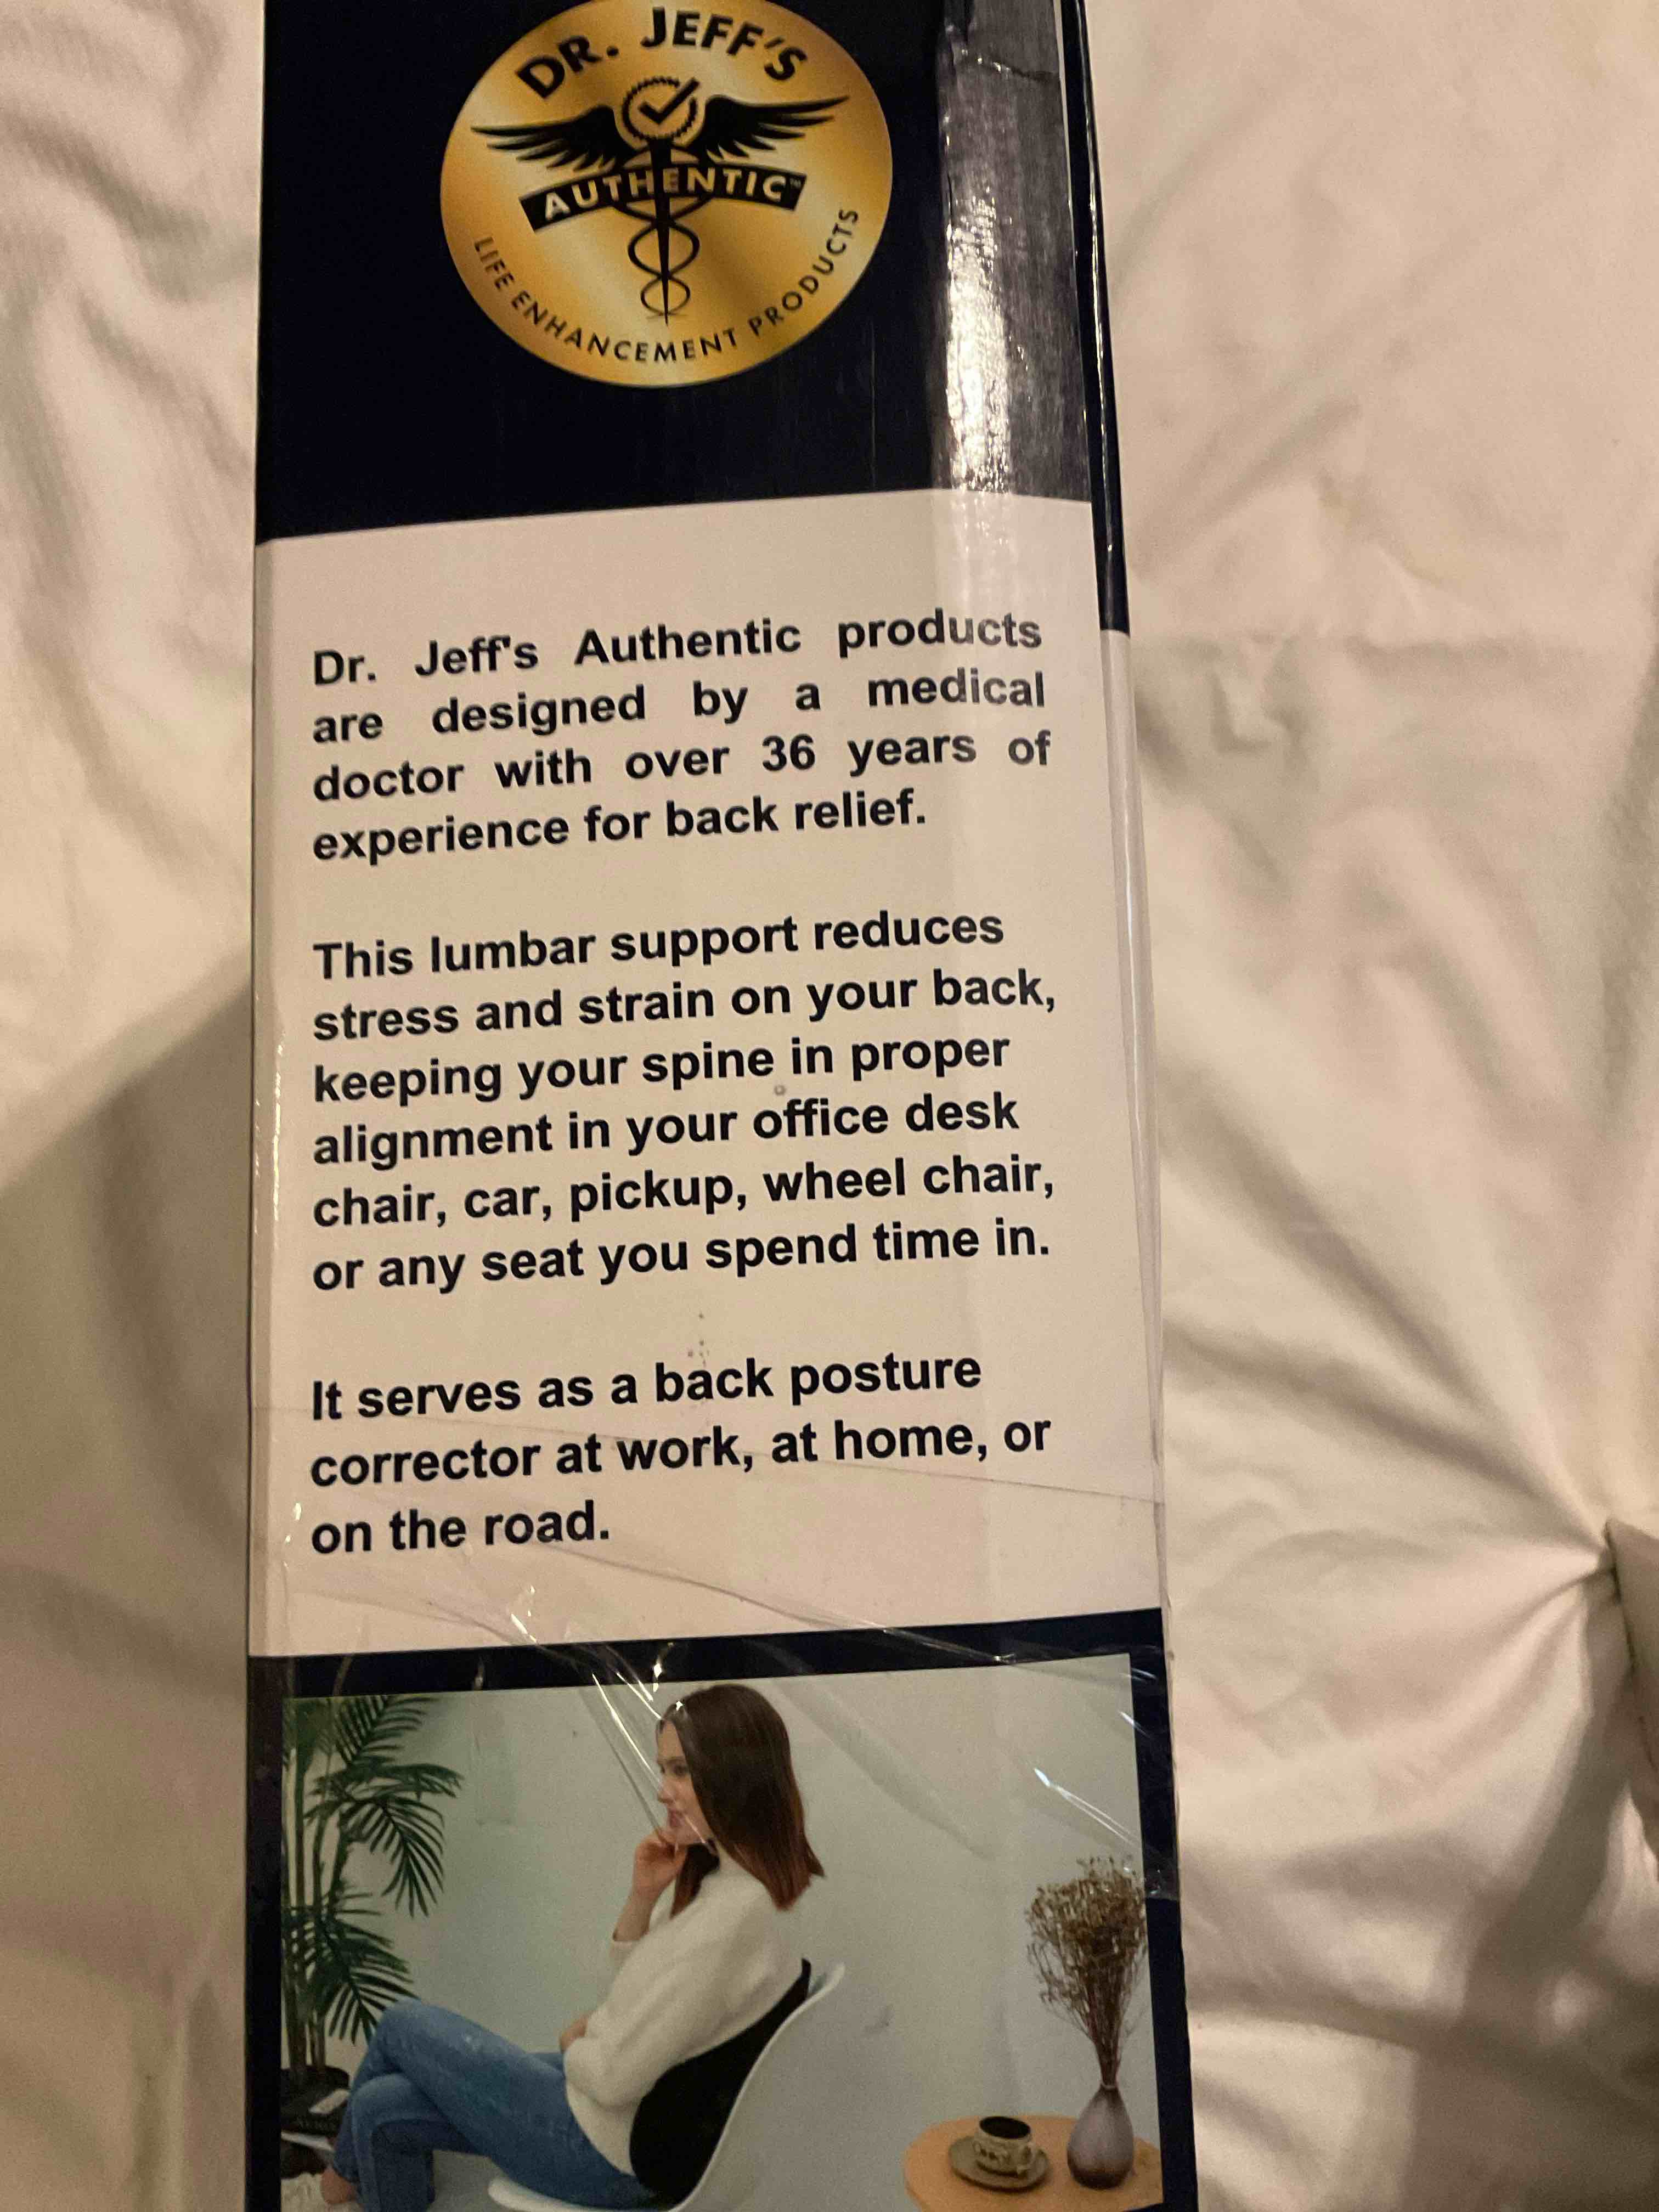 DR. JEFF'S
AUTHENTIC™
LIFE ENHANCEMENT PRODUCTS
Dr. Jeff's Authentic products
are designed by a medical
doctor with over 36 years of
experience for back relief.
This lumbar support reduces
stress and strain on your back,
keeping your spine in proper
alignment in your office desk
chair, car, pickup, wheel chair,
or any seat you spend time in.
It serves as a back posture
corrector at work, at home, or
on the road.